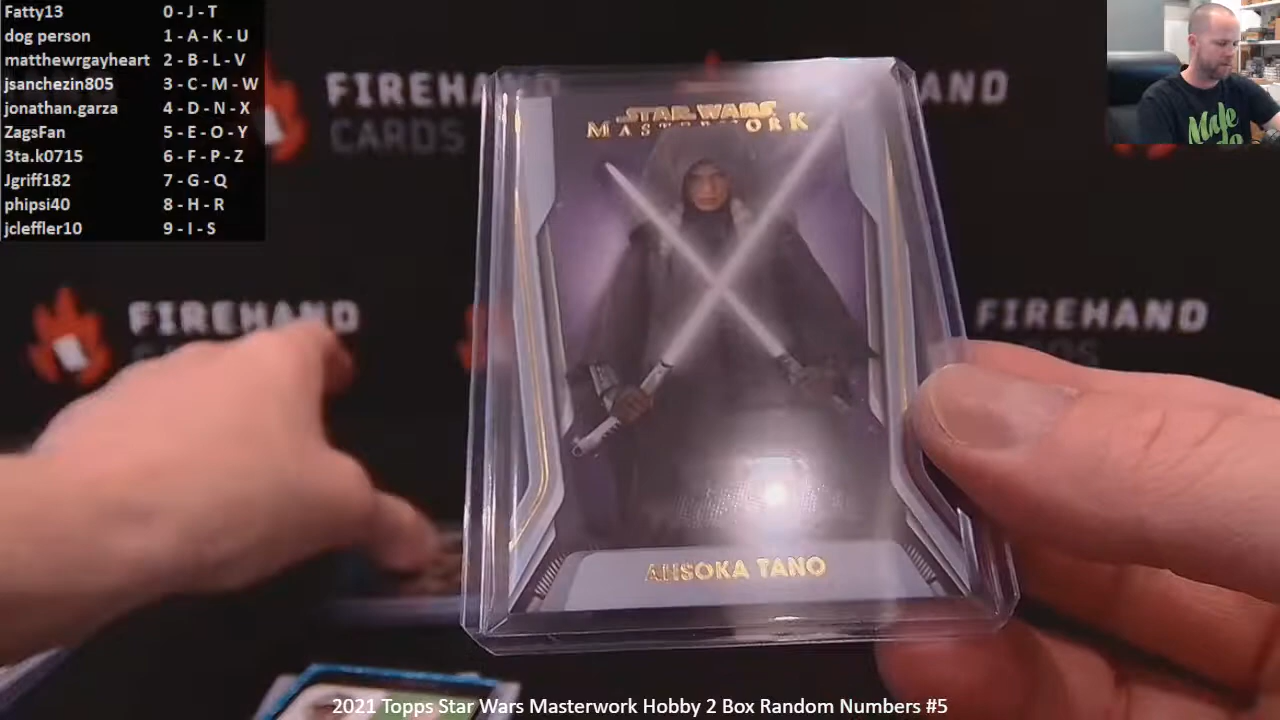 Fatty13 0 - J - T
dog person 1 - A - K - U
matthewrgayheart 2 - B - L - V
jsanchezin805 3 - C - M - W
jonathan.garza 4 - D - N - X
ZagsFan 5 - E - O - Y
3ta.k0715 6 - F - P - Z
Jgriff182 7 - G - Q
phipsi40 8 - H - R
jcleffler10 9 - I - S
FIREHAND
CARDS
STAR WARS
MASTERWORK
FIREHAND
FIREHAND
AHSOKA TANO
2021 Topps Star Wars Masterwork Hobby 2 Box Random Numbers #5